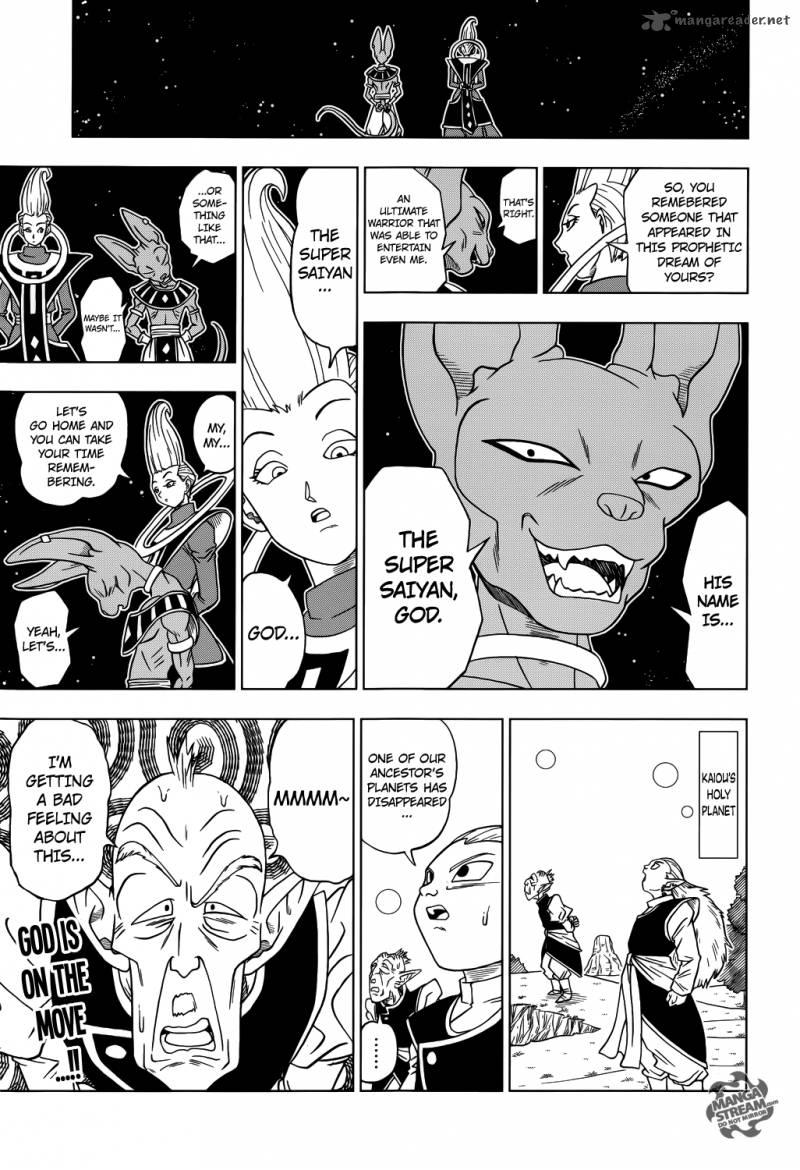 mangareader.net
SO, YOU
REMEBERED
SOMEONE THAT
APPEARED IN
THIS PROPHETIC
DREAM OF
YOURS?
THAT'S
RIGHT.
AN
ULTIMATE
WARRIOR THAT
WAS ABLE TO
ENTERTAIN
EVEN ME.
HIS
NAME
IS...
THE
SUPER
SAIYAN,
GOD.
THE
SUPER
SAIYAN
...
GOD...
...OR
SOME-
THING
LIKE
THAT...
MAYBE IT
WASN'T...
MY,
MY...
LET'S
GO HOME AND
YOU CAN TAKE
YOUR TIME
REMEM-
BERING.
YEAH,
LET'S...
KAIOU'S
HOLY
PLANET
ONE OF OUR
ANCESTOR'S
PLANETS HAS
DISAPPEARED
...
......
MMMM~
I'M
GETTING
A BAD
FEELING
ABOUT
THIS...
GOD IS
ON THE
MOVE
.....!!
MANGA
STREAM.com
DO NOT MIRROR